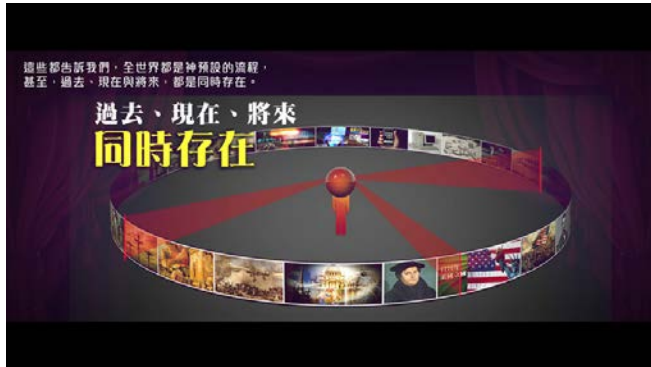 這些都告訴我們，全世界都是神預設的流程，
甚至，過去、現在與將來，都是同時存在。
過去、現在、將來
同時存在